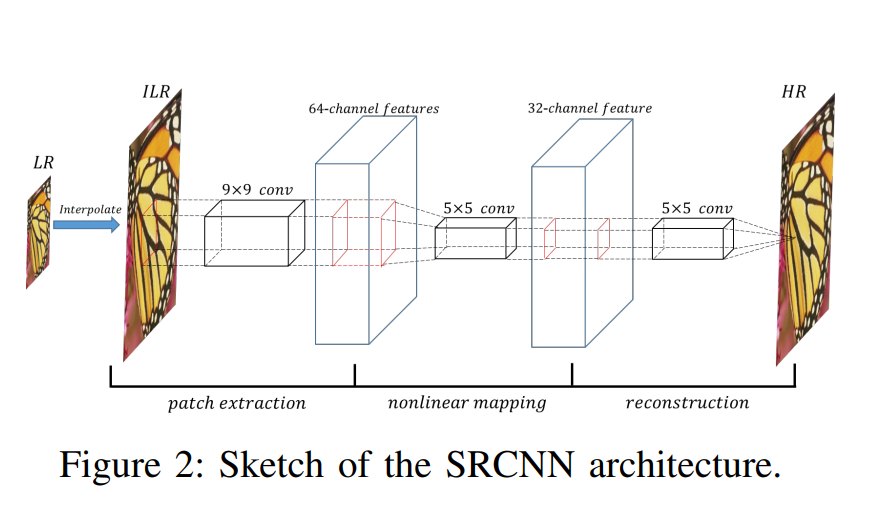 ILR
HR
64-channel features
32-channel feature
LR
9×9 conv
Interpolate
5×5 conv
5×5 conv
patch extraction
nonlinear mapping
reconstruction
Figure 2: Sketch of the SRCNN architecture.